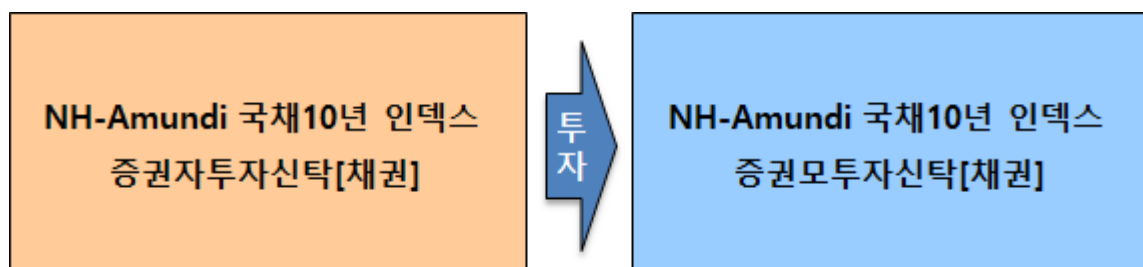 NH-Amundi 국채10년 인덱스
증권자투자신탁[채권]
투
자
NH-Amundi 국채10년 인덱스
증권모투자신탁[채권]